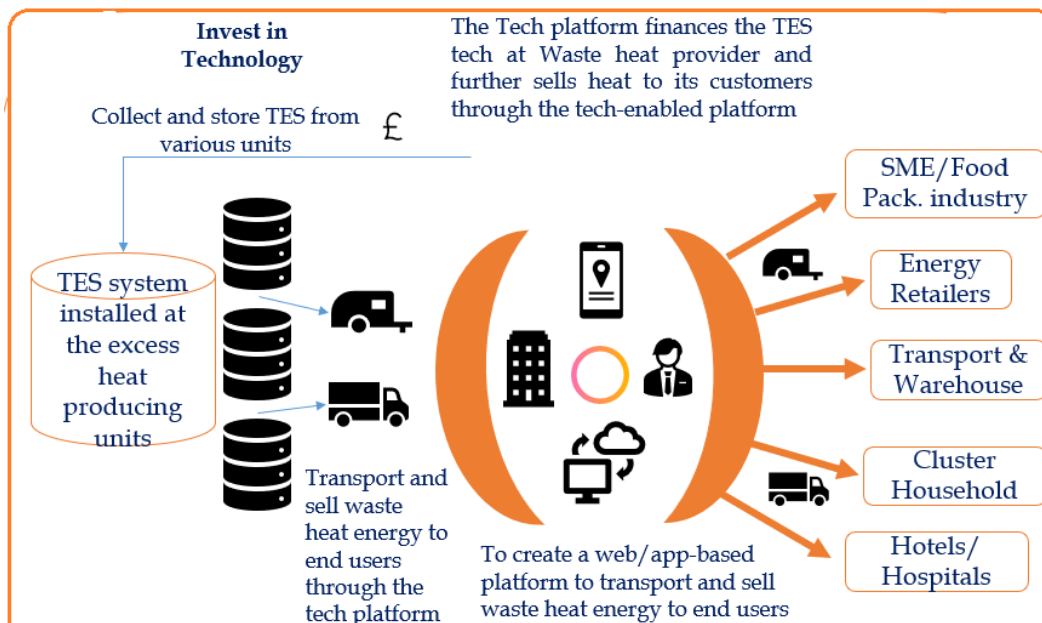 Invest in
Technology
The Tech platform finances the TES
tech at Waste heat provider and
further sells heat to its customers
through the tech-enabled platform
Collect and store TES from
various units
£
TES system
installed at
the excess
heat
producing
units
Transport and
sell waste
heat energy to
end users
through the
tech platform
To create a web/app-based
platform to transport and sell
waste heat energy to end users
SME/Food
Pack. industry
Energy
Retailers
Transport &
Warehouse
Cluster
Household
Hotels/
Hospitals